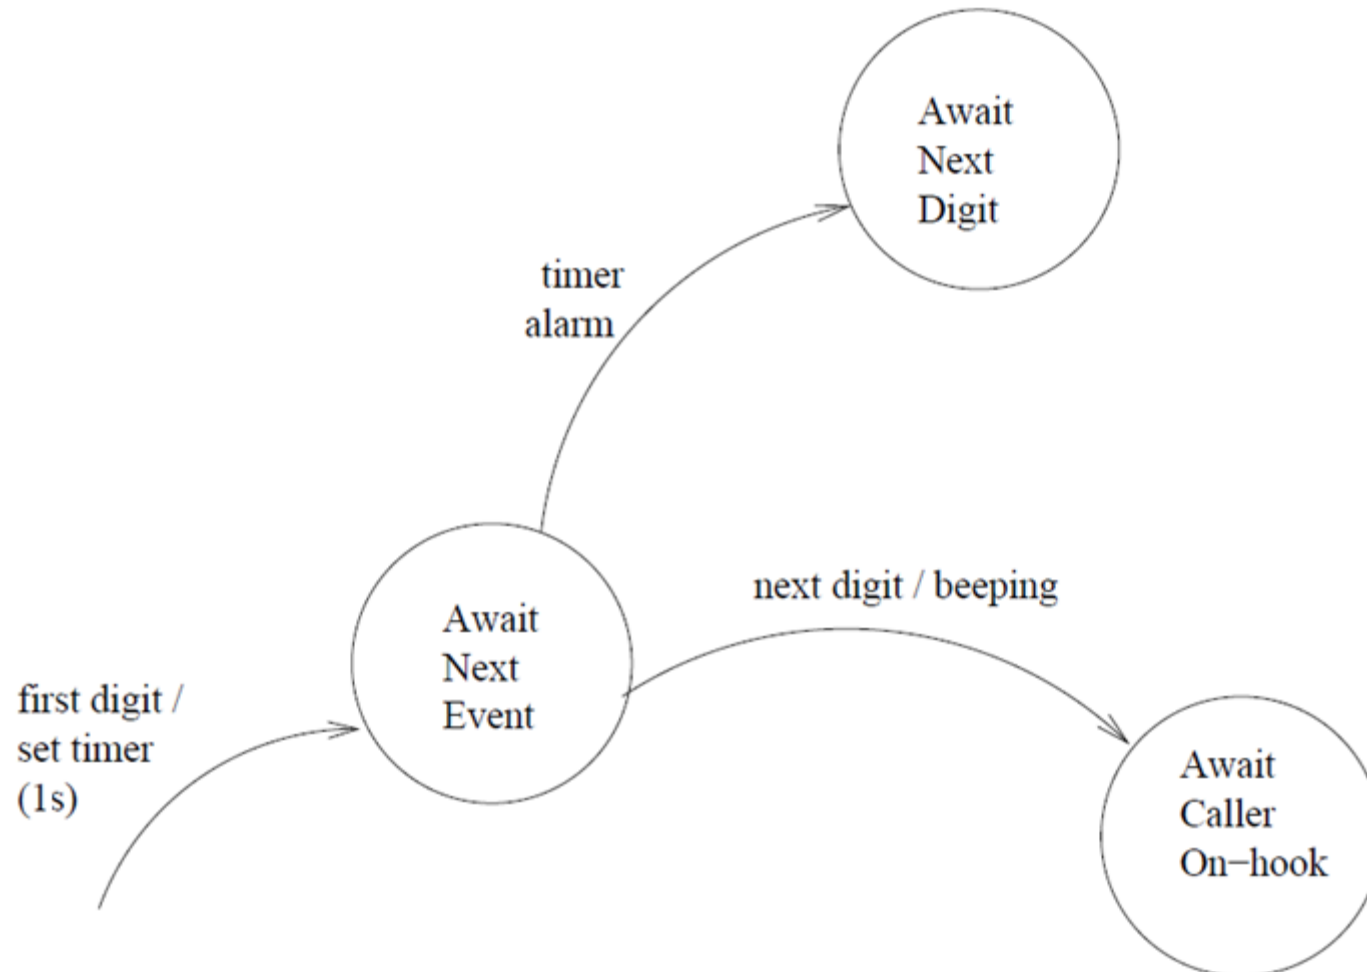 Await
Next
Digit
timer
alarm
next digit / beeping
Await
Next
Event
first digit /
set timer
(1s)
Await
Caller
On−hook